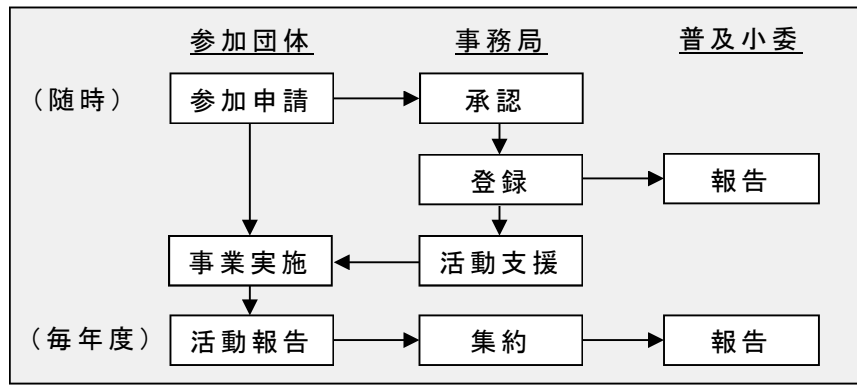 参加団体 事務局 普及小委
（随時） 参加申請 承認
登録 報告
事業実施 活動支援
（毎年度） 活動報告 集約 報告